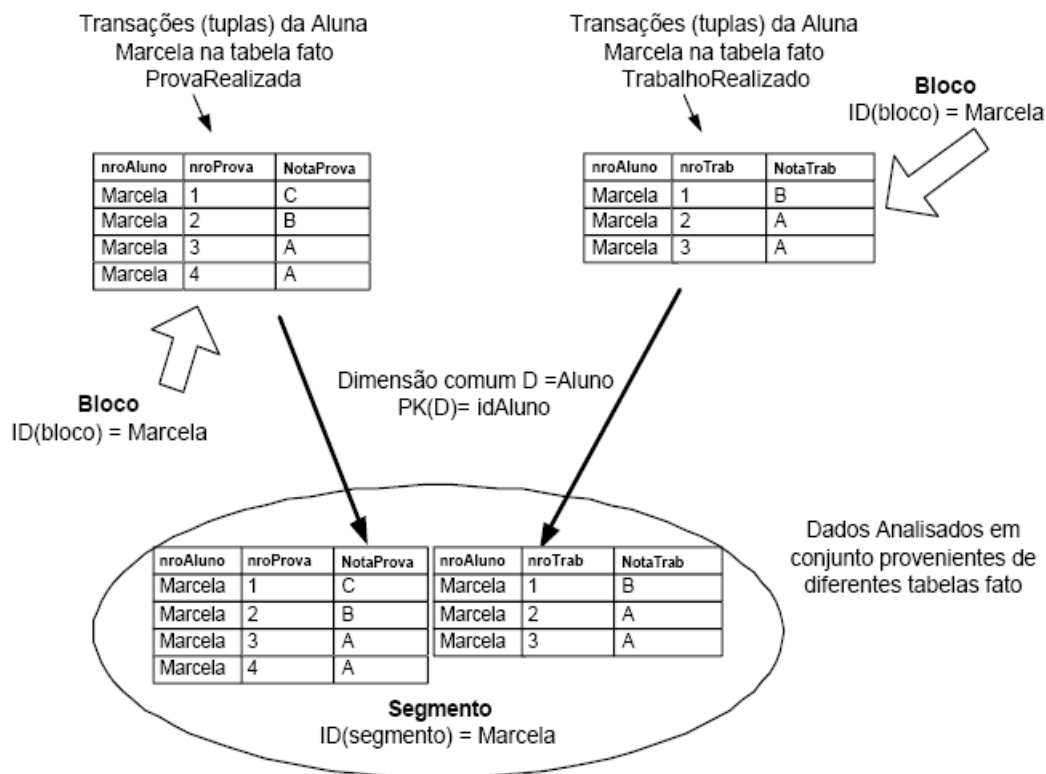 Transações (tuplas) da Aluna
Marcela na tabela fato
ProvaRealizada
Transações (tuplas) da Aluna
Marcela na tabela fato
TrabalhoRealizado
Bloco
ID(bloco) = Marcela
nroAluno nroProva NotaProva
Marcela 1 C
Marcela 2 B
Marcela 3 A
Marcela 4 A
nroAluno nroTrab NotaTrab
Marcela 1 B
Marcela 2 A
Marcela 3 A
Bloco
ID(bloco) = Marcela
Dimensão comum D =Aluno
PK(D)= idAluno
nroAluno nroProva NotaProva
Marcela 1 C
Marcela 2 B
Marcela 3 A
Marcela 4 A
nroAluno nroTrab NotaTrab
Marcela 1 B
Marcela 2 A
Marcela 3 A
Segmento
ID(segmento) = Marcela
Dados Analisados em
conjunto provenientes de
diferentes tabelas fato